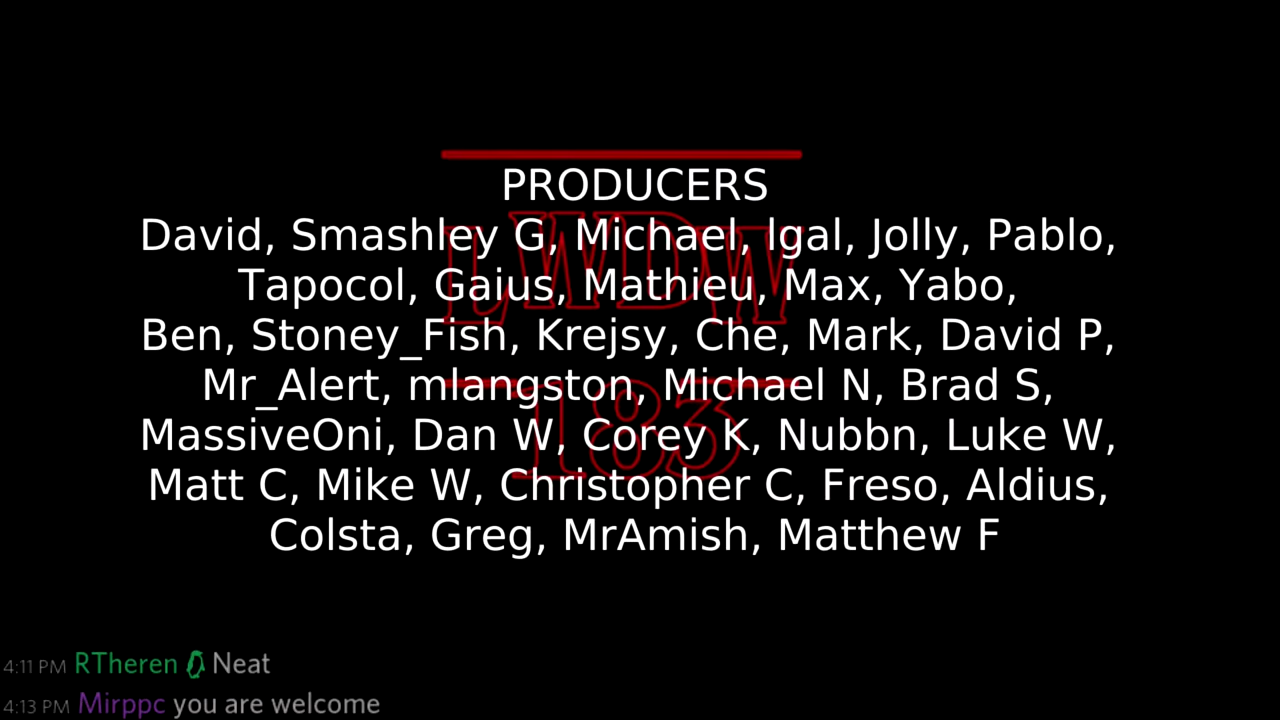 PRODUCERS
David, Smashley G, Michael, Igal, Jolly, Pablo,
Tapocol, Gaius, Mathieu, Max, Yabo,
Ben, Stoney_Fish, Krejsy, Che, Mark, David P,
Mr_Alert, mlangston, Michael N, Brad S,
MassiveOni, Dan W, Corey K, Nubbn, Luke W,
Matt C, Mike W, Christopher C, Freso, Aldius,
Colsta, Greg, MrAmish, Matthew F
LWDW
183
4:11 PM RTheren Neat
4:13 PM Mirppc you are welcome